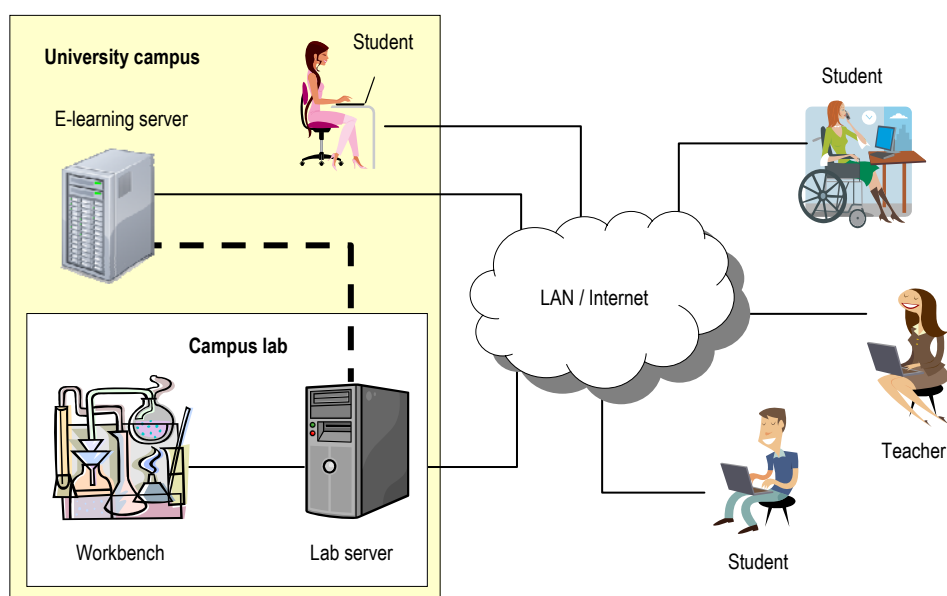 University campus
Student
E-learning server
Student
LAN / Internet
Campus lab
Teacher
Workbench
Lab server
Student